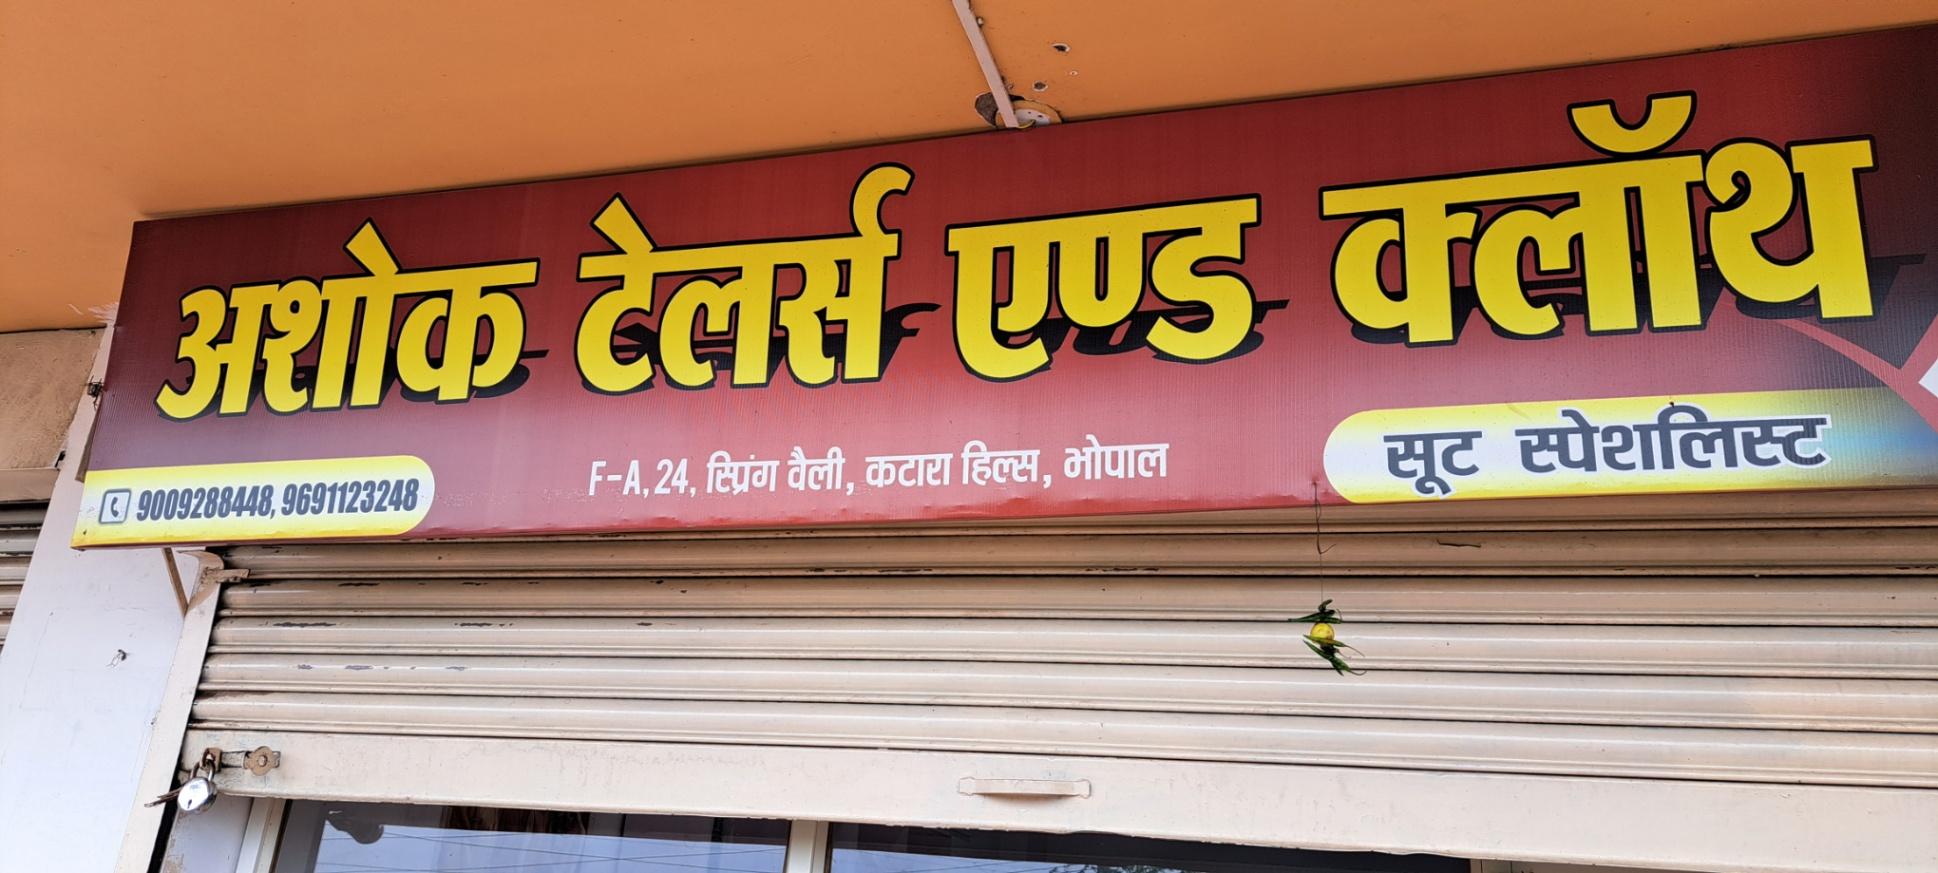 अशोक टेलर्स एण्ड क्लॉथ
9009288448, 9691123248
F-A, 24, स्प्रिंग वैली, कटारा हिल्स, भोपाल
सूट स्पेशलिस्ट